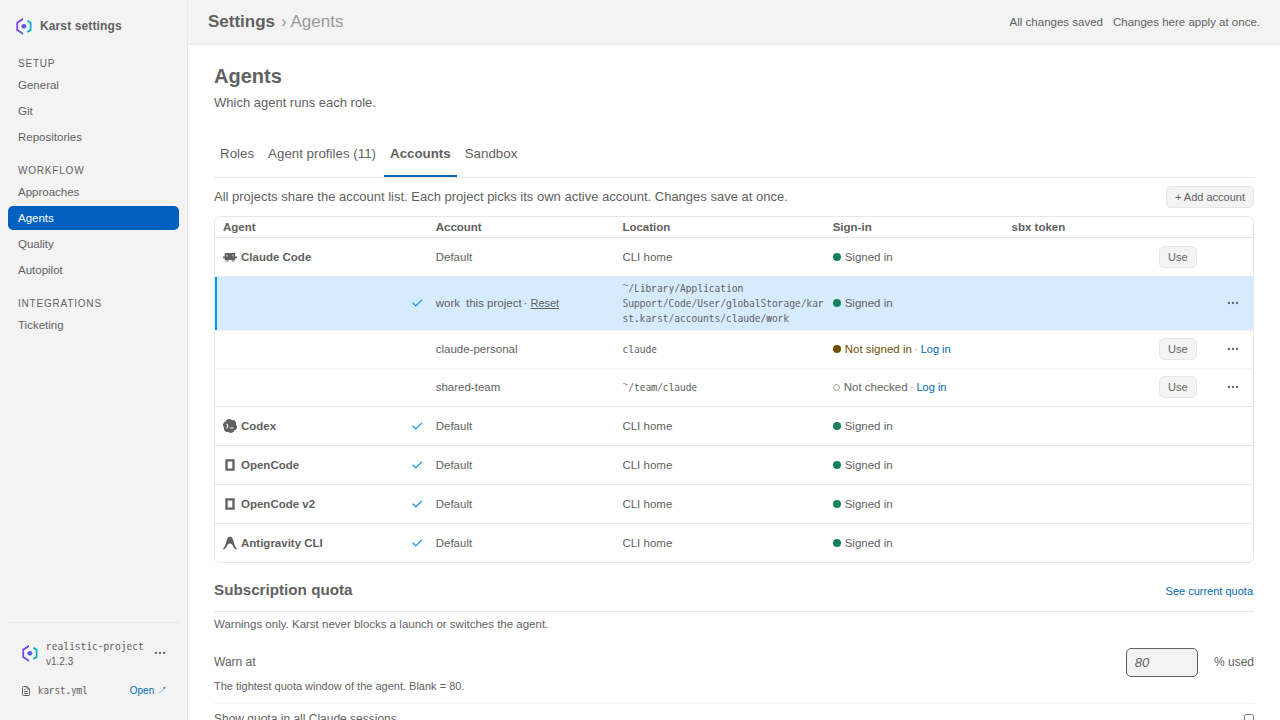 Karst settings
SETUP
General
Git
Repositories
WORKFLOW
Approaches
Agents
Quality
Autopilot
INTEGRATIONS
Ticketing
realistic-project
v1.2.3
karst.yml
Open ↗
Settings › Agents
All changes saved Changes here apply at once.
Agents
Which agent runs each role.
Roles Agent profiles (11) Accounts Sandbox
All projects share the account list. Each project picks its own active account. Changes save at once.
+ Add account
Agent Account Location Sign-in sbx token
Claude Code Default CLI home Signed in Use
work this project · Reset ~/Library/Application
Support/Code/User/globalStorage/kar
st.karst/accounts/claude/work Signed in
claude-personal claude Not signed in · Log in Use
shared-team ~/team/claude Not checked · Log in Use
Codex Default CLI home Signed in
OpenCode Default CLI home Signed in
OpenCode v2 Default CLI home Signed in
Antigravity CLI Default CLI home Signed in
Subscription quota
See current quota
Warnings only. Karst never blocks a launch or switches the agent.
Warn at 80 % used
The tightest quota window of the agent. Blank = 80.
Show quota in all Claude sessions